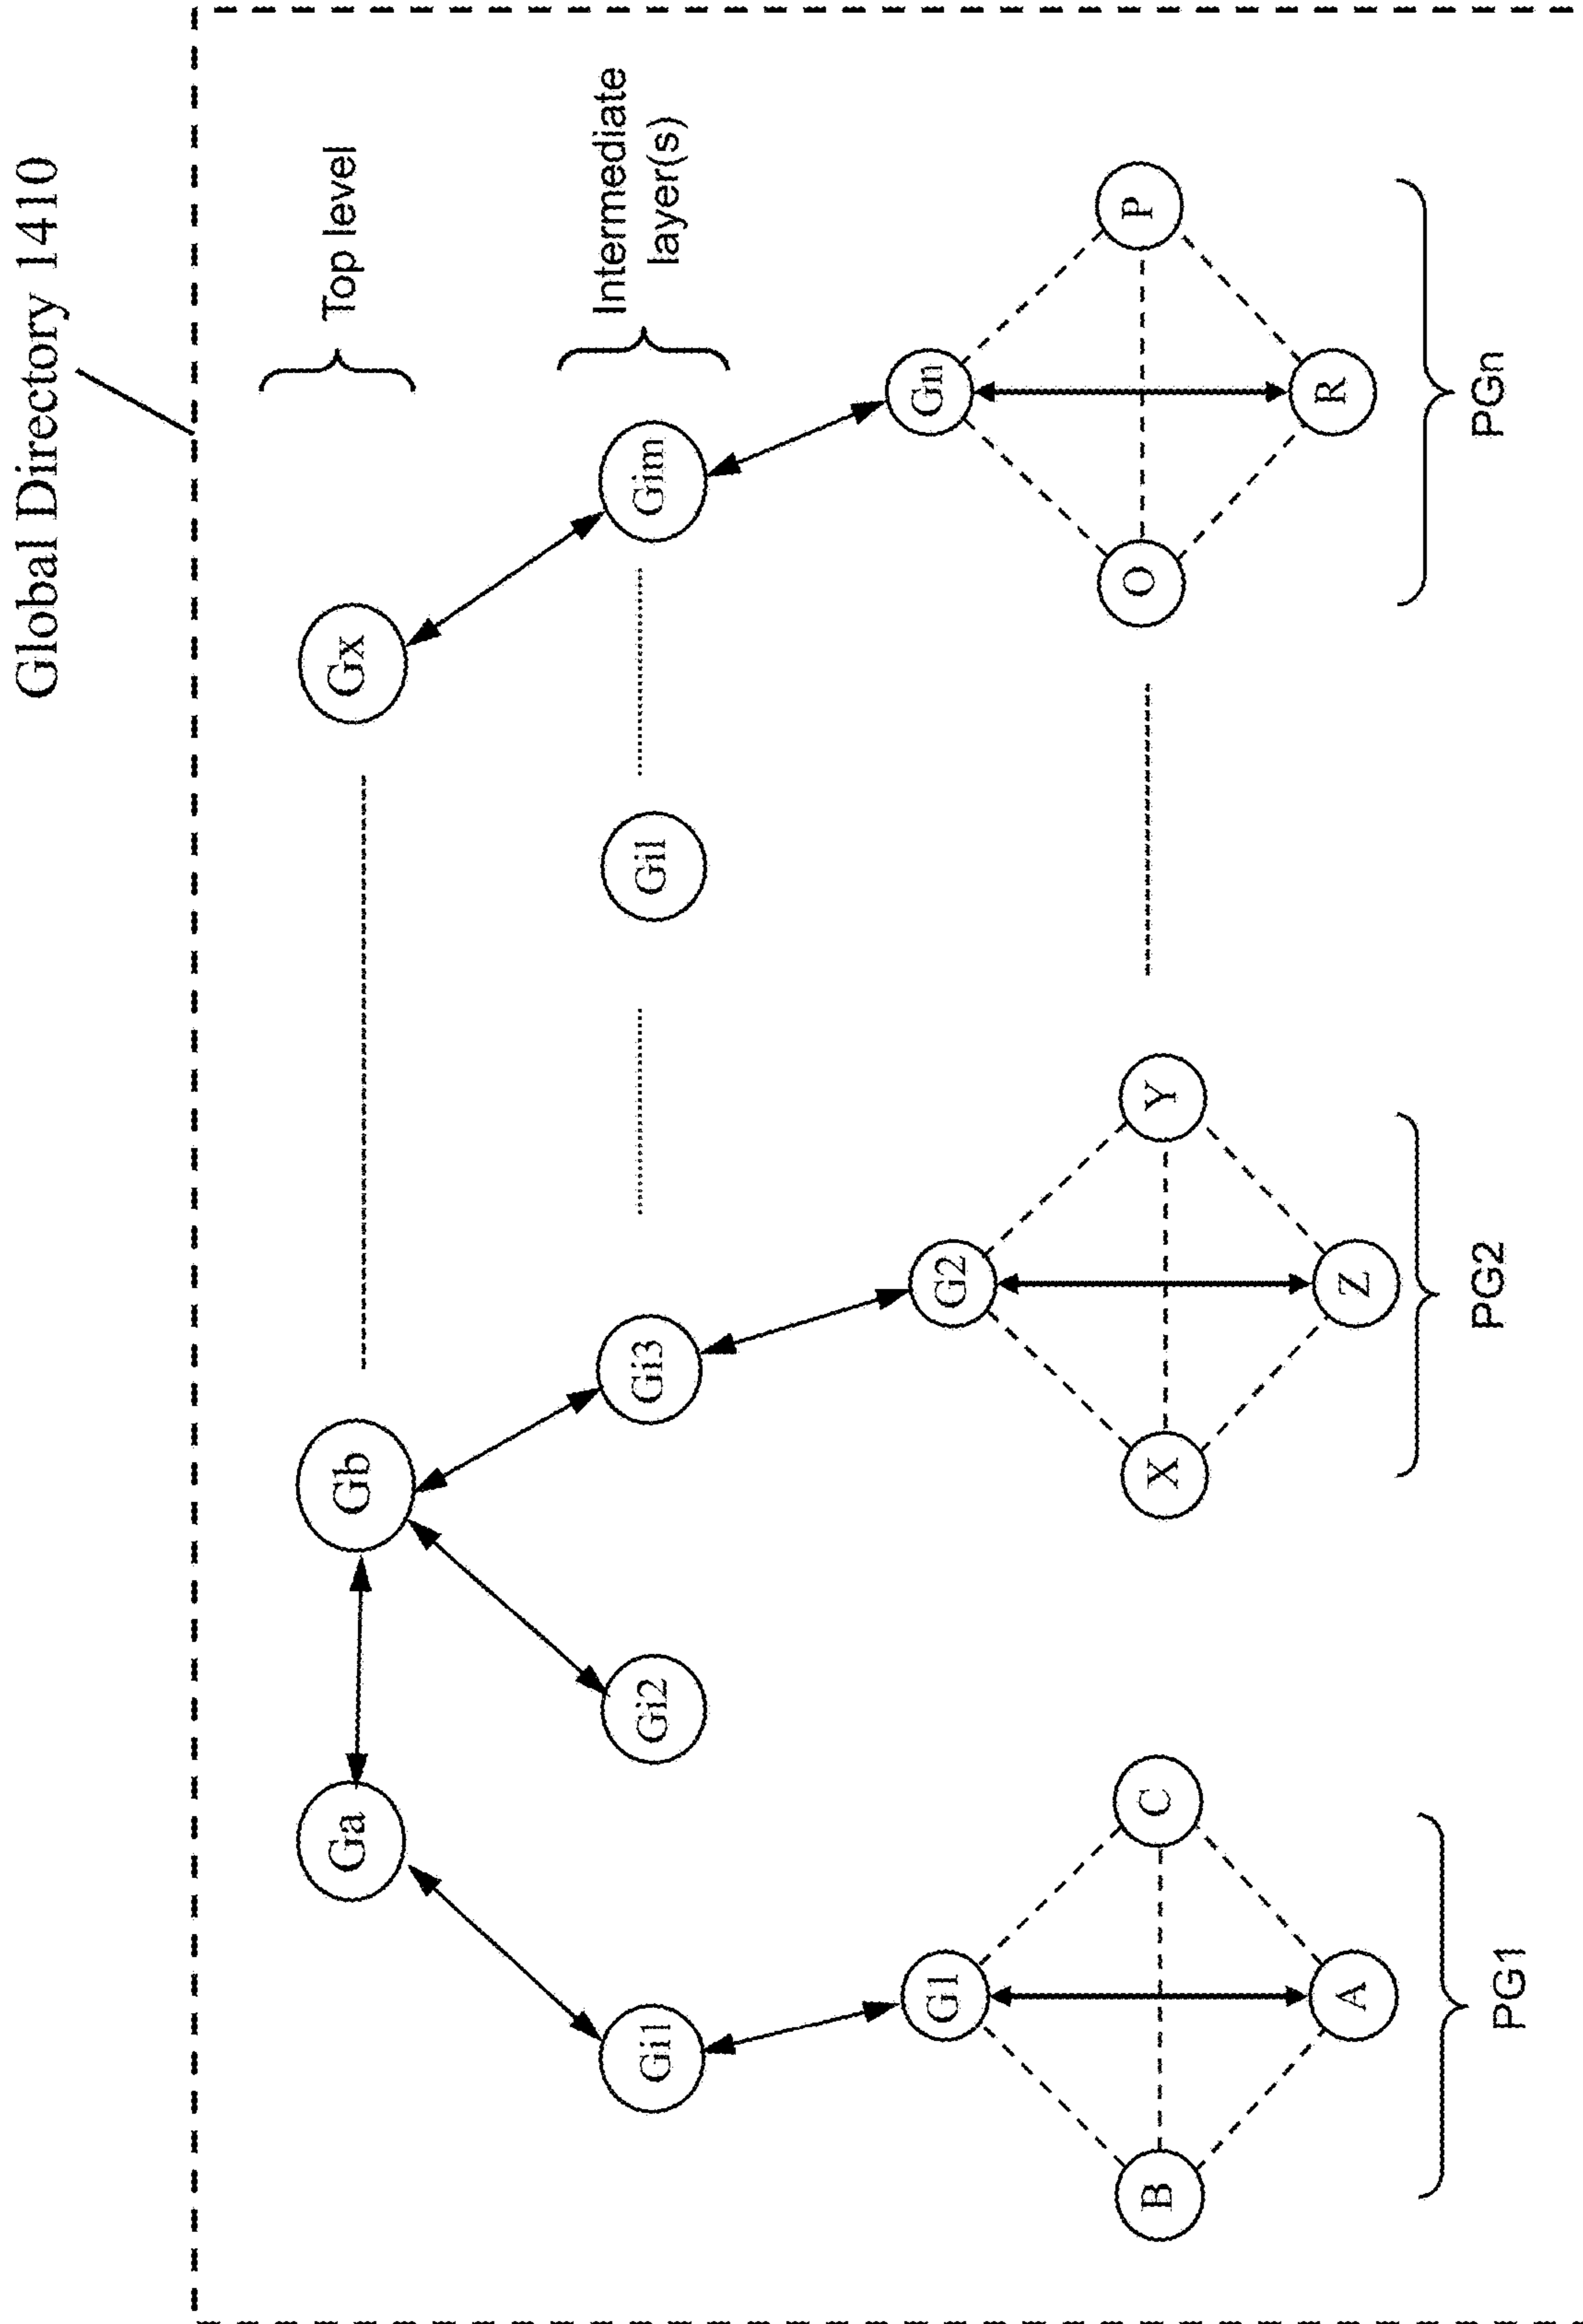 Global Directory 1410
Top level
Ga
Gb
Gx
Intermediate
layer(s)
Gi1
Gi2
Gi3
Gil
Gim
G1
G2
Gn
B
C
X
Y
O
P
A
Z
R
PG1
PG2
PGn